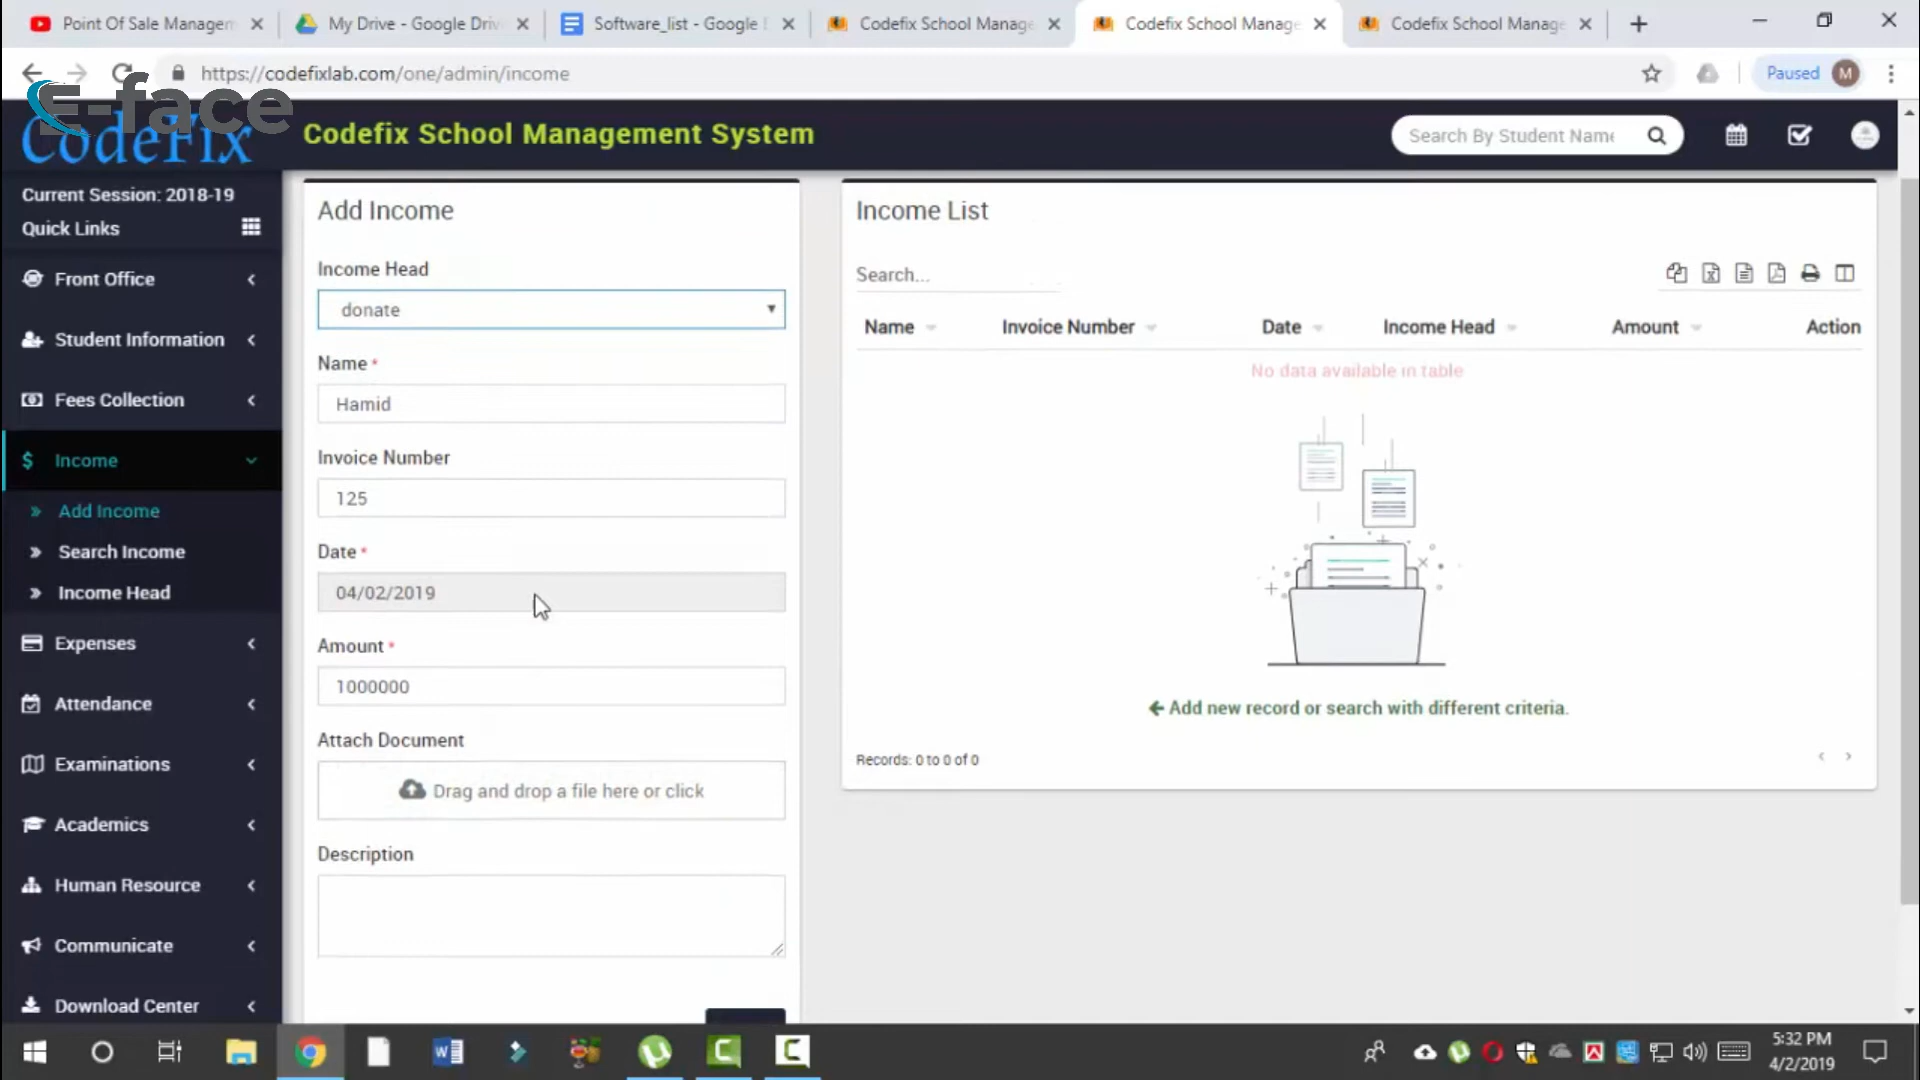 Point Of Sale Managem
My Drive - Google Driv
Software_list - Google
Codefix School Manage
Codefix School Manage
Codefix School Manage
https://codefixlab.com/one/admin/income
Paused M
E-face
CodeFix
Codefix School Management System
Search By Student Name
Current Session: 2018-19
Quick Links
Front Office
Student Information
Fees Collection
Income
Add Income
Search Income
Income Head
Expenses
Attendance
Examinations
Academics
Human Resource
Communicate
Download Center
Add Income
Income Head
donate
Name *
Hamid
Invoice Number
125
Date *
04/02/2019
Amount *
1000000
Attach Document
Drag and drop a file here or click
Description
Income List
Search...
Name Invoice Number Date Income Head Amount Action
No data available in table
Add new record or search with different criteria.
Records: 0 to 0 of 0
5:32 PM
4/2/2019